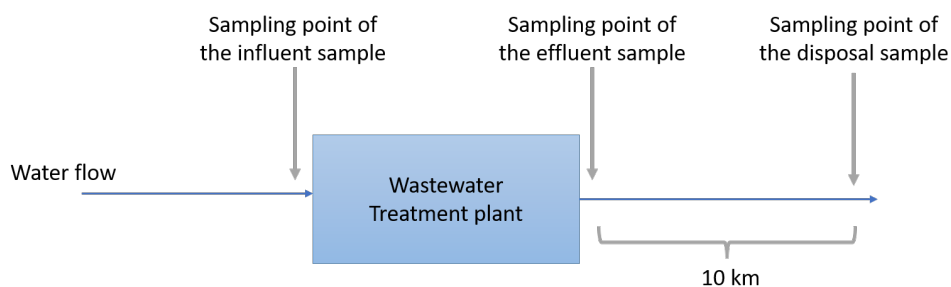 Sampling point of
the influent sample
Sampling point of
the effluent sample
Sampling point of
the disposal sample
Water flow
Wastewater
Treatment plant
10 km